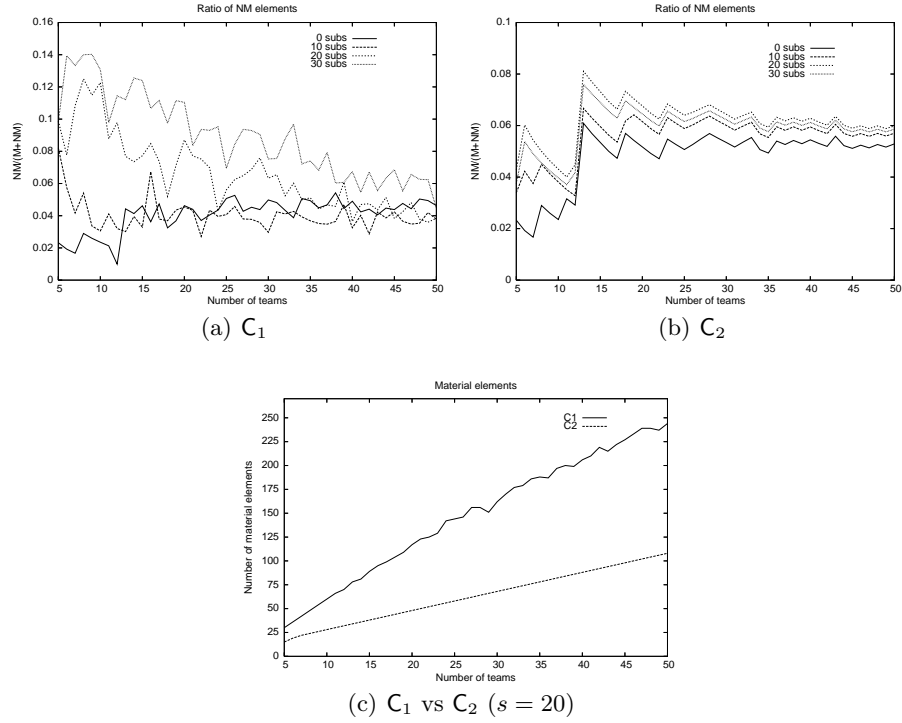 Ratio of NM elements
NM/(M+NM)
0.16
0.14
0.12
0.1
0.08
0.06
0.04
0.02
0
0 subs
10 subs
20 subs
30 subs
5 10 15 20 25 30 35 40 45 50
Number of teams
(a) C1
Ratio of NM elements
NM/(M+NM)
0.1
0.08
0.06
0.04
0.02
0
0 subs
10 subs
20 subs
30 subs
5 10 15 20 25 30 35 40 45 50
Number of teams
(b) C2
Material elements
Number of material elements
250
225
200
175
150
125
100
75
50
25
0
C1
C2
5 10 15 20 25 30 35 40 45 50
Number of teams
(c) C1 vs C2 (s = 20)